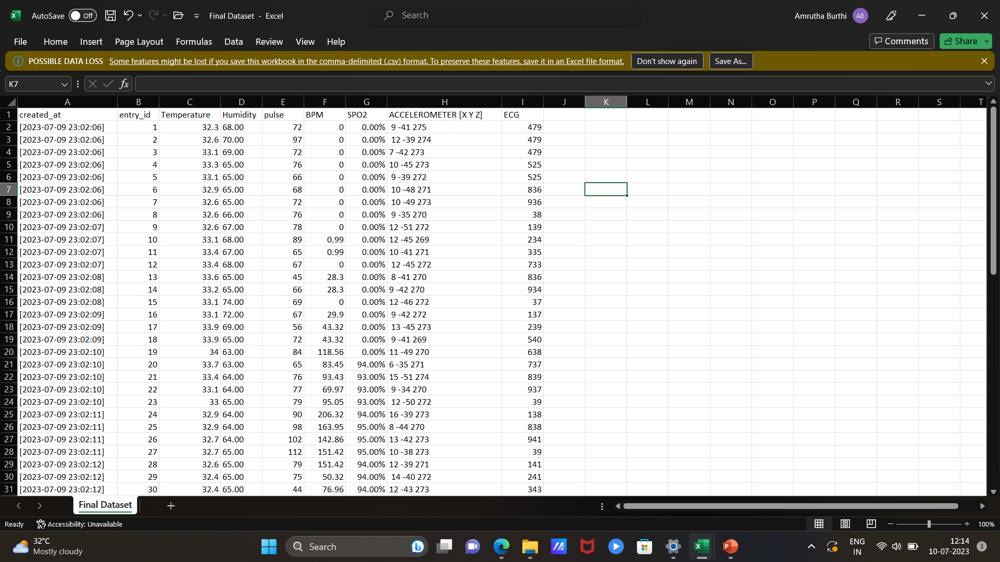 AutoSave Off Final Dataset - Excel Search Amrutha Burthi AB
File Home Insert Page Layout Formulas Data Review View Help Comments Share
POSSIBLE DATA LOSS Some features might be lost if you save this workbook in the comma-delimited (.csv) format. To preserve these features, save it in an Excel file format. Don't show again Save As...
K7 fx
A B C D E F G H I J K L M N O P Q R S T
1 created_at entry_id Temperature Humidity pulse BPM SPO2 ACCELEROMETER [X Y Z] ECG
2 [2023-07-09 23:02:06] 1 32.3 68.00 72 0 0.00% 9 -41 275 479
3 [2023-07-09 23:02:06] 2 32.6 70.00 97 0 0.00% 12 -39 274 479
4 [2023-07-09 23:02:06] 3 33.1 69.00 72 0 0.00% 7 -42 273 479
5 [2023-07-09 23:02:06] 4 33.3 65.00 76 0 0.00% 10 -45 273 525
6 [2023-07-09 23:02:06] 5 33.1 65.00 66 0 0.00% 9 -39 272 525
7 [2023-07-09 23:02:06] 6 32.9 65.00 68 0 0.00% 10 -48 271 836
8 [2023-07-09 23:02:06] 7 32.6 65.00 72 0 0.00% 10 -49 273 936
9 [2023-07-09 23:02:06] 8 32.6 66.00 76 0 0.00% 9 -35 270 38
10 [2023-07-09 23:02:07] 9 32.6 67.00 78 0 0.00% 12 -51 272 139
11 [2023-07-09 23:02:07] 10 33.1 68.00 89 0.99 0.00% 12 -45 269 234
12 [2023-07-09 23:02:07] 11 33.4 67.00 65 0.99 0.00% 10 -41 271 335
13 [2023-07-09 23:02:07] 12 33.4 68.00 67 0 0.00% 12 -45 272 733
14 [2023-07-09 23:02:08] 13 33.6 65.00 45 28.3 0.00% 8 -41 270 836
15 [2023-07-09 23:02:08] 14 33.2 65.00 66 28.3 0.00% 9 -42 270 934
16 [2023-07-09 23:02:08] 15 33.1 74.00 69 0 0.00% 12 -46 272 37
17 [2023-07-09 23:02:09] 16 33.1 72.00 67 29.9 0.00% 9 -42 272 137
18 [2023-07-09 23:02:09] 17 33.9 69.00 56 43.32 0.00% 13 -45 273 239
19 [2023-07-09 23:02:09] 18 33.9 65.00 72 43.32 0.00% 9 -41 269 540
20 [2023-07-09 23:02:10] 19 34 63.00 84 118.56 0.00% 11 -49 270 638
21 [2023-07-09 23:02:10] 20 33.7 63.00 65 83.45 94.00% 6 -35 271 737
22 [2023-07-09 23:02:10] 21 33.4 64.00 76 93.43 93.00% 15 -51 274 839
23 [2023-07-09 23:02:10] 22 33.1 64.00 77 69.97 93.00% 9 -34 270 937
24 [2023-07-09 23:02:10] 23 33 65.00 79 95.05 93.00% 12 -50 272 39
25 [2023-07-09 23:02:11] 24 32.9 64.00 90 206.32 94.00% 16 -39 273 138
26 [2023-07-09 23:02:11] 25 32.9 64.00 98 163.95 95.00% 8 -44 270 838
27 [2023-07-09 23:02:11] 26 32.7 64.00 102 142.86 95.00% 13 -42 273 941
28 [2023-07-09 23:02:11] 27 32.7 65.00 112 151.42 95.00% 10 -38 273 39
29 [2023-07-09 23:02:12] 28 32.6 65.00 79 151.42 94.00% 12 -39 271 141
30 [2023-07-09 23:02:12] 29 32.4 65.00 75 50.32 94.00% 14 -40 272 241
31 [2023-07-09 23:02:12] 30 32.4 65.00 44 76.96 94.00% 12 -43 273 343
Final Dataset
Ready Accessibility: Unavailable 100%
32°C
Mostly cloudy
Search
ENG
IN
12:14
10-07-2023
3